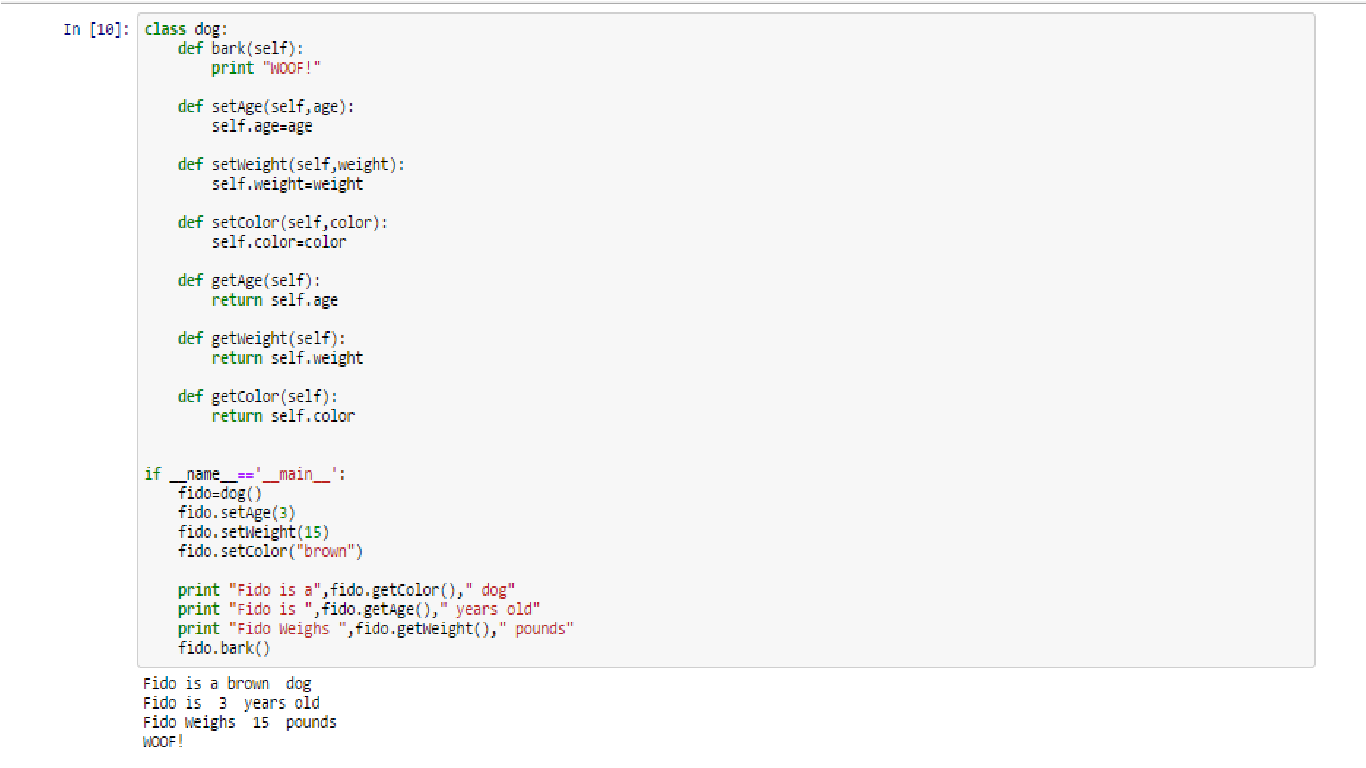 In [10]: class dog:
    def bark(self):
        print "WOOF!"

    def setAge(self,age):
        self.age=age

    def setWeight(self,weight):
        self.weight=weight

    def setColor(self,color):
        self.color=color

    def getAge(self):
        return self.age

    def getWeight(self):
        return self.weight

    def getColor(self):
        return self.color


if __name__=='__main__':
    fido=dog()
    fido.setAge(3)
    fido.setWeight(15)
    fido.setColor("brown")

    print "Fido is a",fido.getColor()," dog"
    print "Fido is ",fido.getAge()," years old"
    print "Fido Weighs ",fido.getWeight()," pounds"
    fido.bark()
Fido is a brown  dog
Fido is  3  years old
Fido Weighs  15  pounds
WOOF!